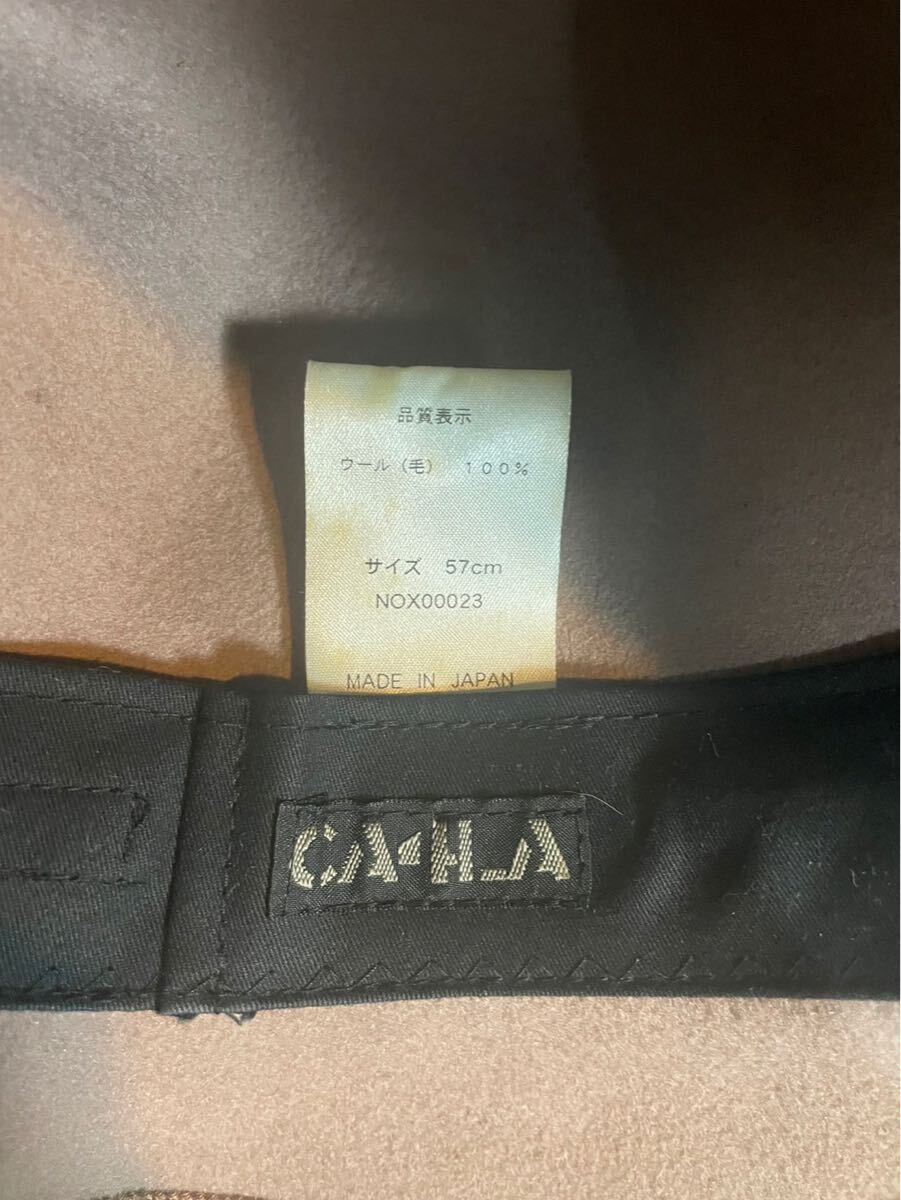 品質表示
ウール（毛） １００％
サイズ 57cm
NOX00023
MADE IN JAPAN
CA4LA